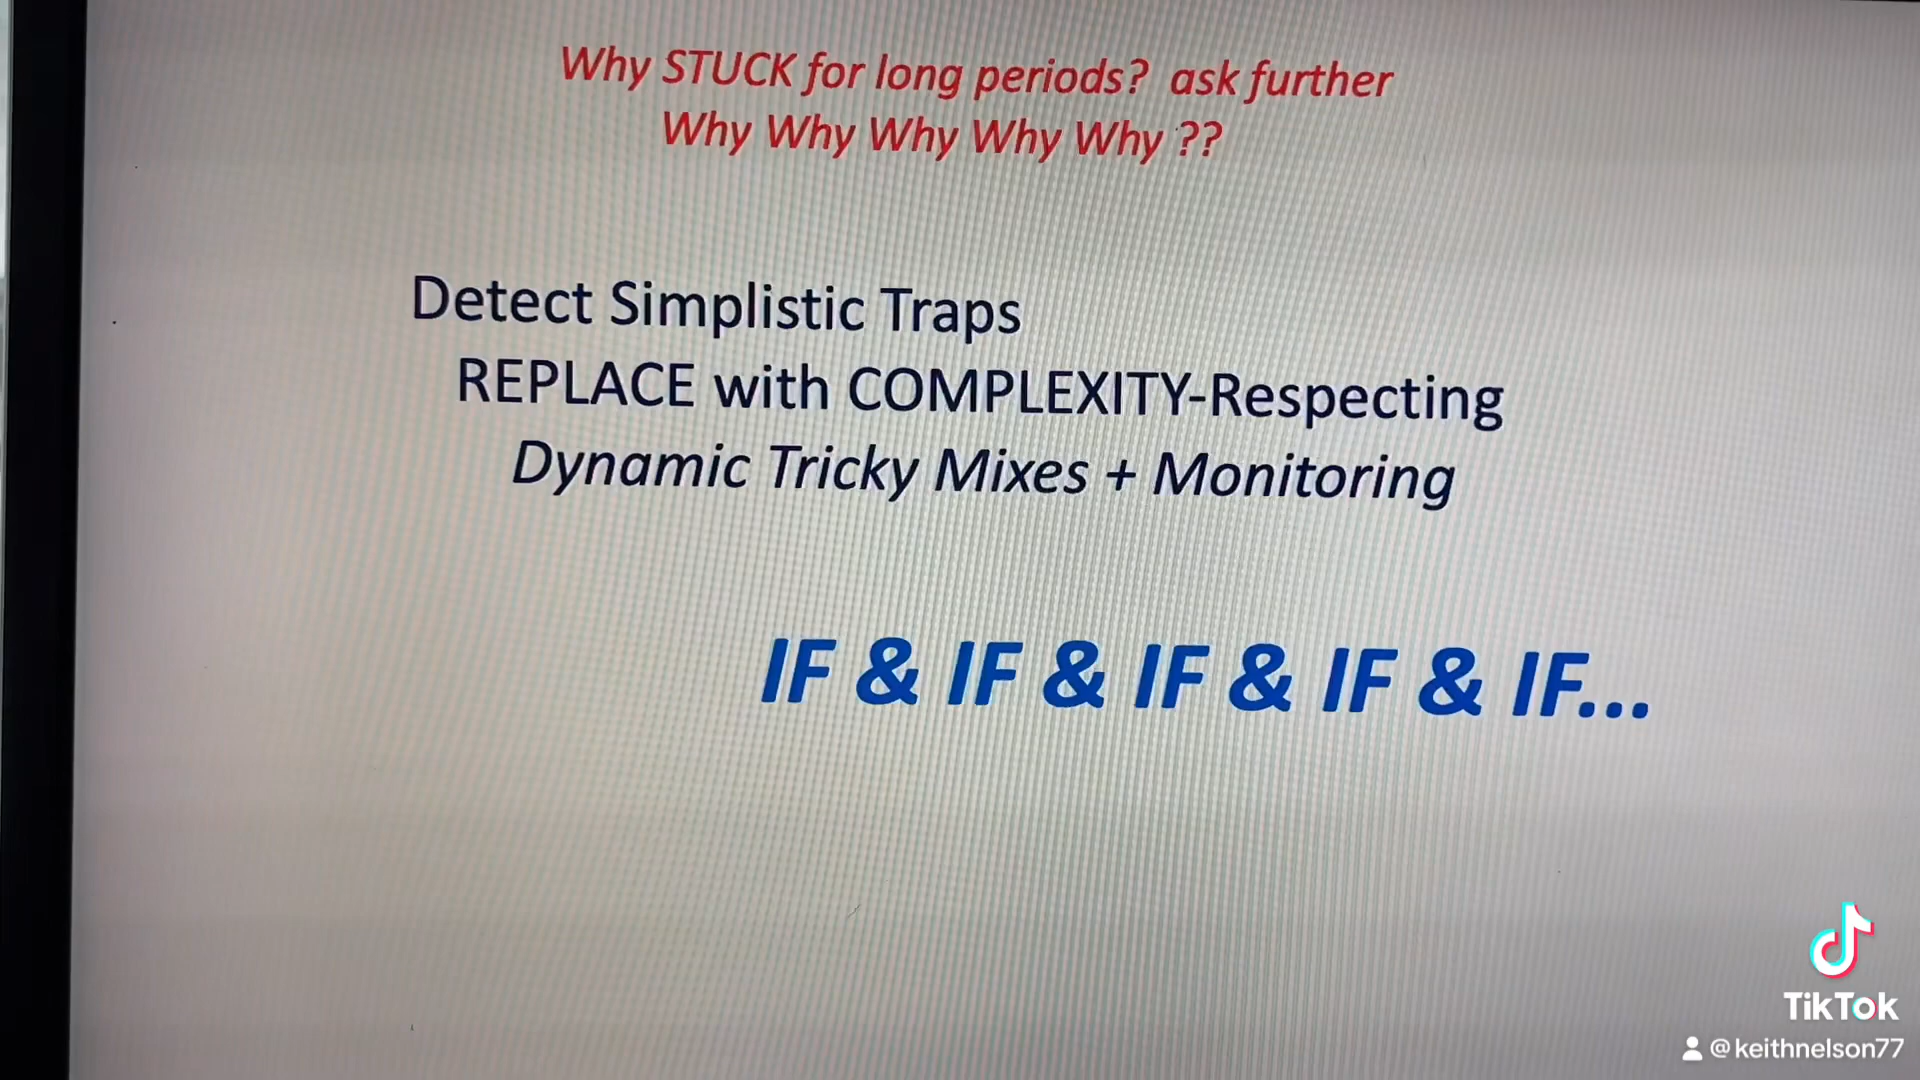 Why STUCK for long periods?  ask further
Why Why Why Why Why ??
Detect Simplistic Traps
REPLACE with COMPLEXITY-Respecting
Dynamic Tricky Mixes + Monitoring
IF & IF & IF & IF & IF...
TikTok
@keithnelson77